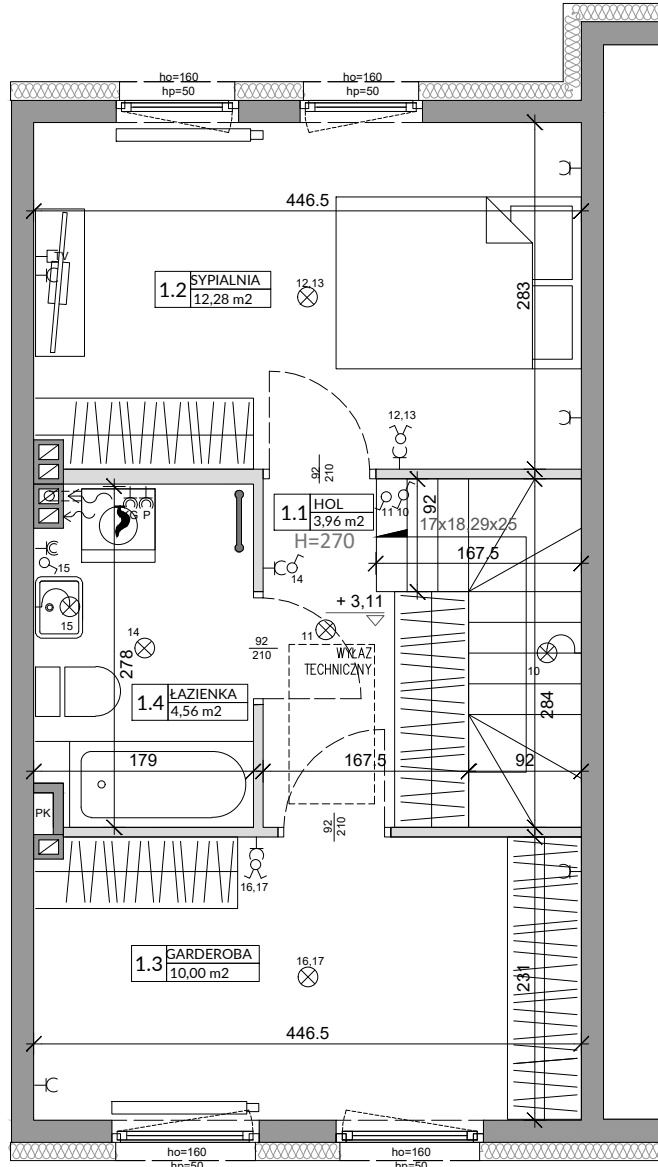 ho=160
hp=50
ho=160
hp=50
446.5
TV
1.2 SYPIALNIA
12,28 m2
12,13
283
12,13
92
210
1.1 HOL
3,96 m2
H=270
11 10
92
17x18.29x25
167.5
G P
15
14
15
+ 3,11
14
278
92
210
11
WYŁAZ
TECHNICZNY
10
284
1.4 ŁAZIENKA
4,56 m2
179
167.5
92
PK
92
210
16,17
1.3 GARDEROBA
10,00 m2
16,17
231
446.5
ho=160
hp=50
ho=160
hp=50